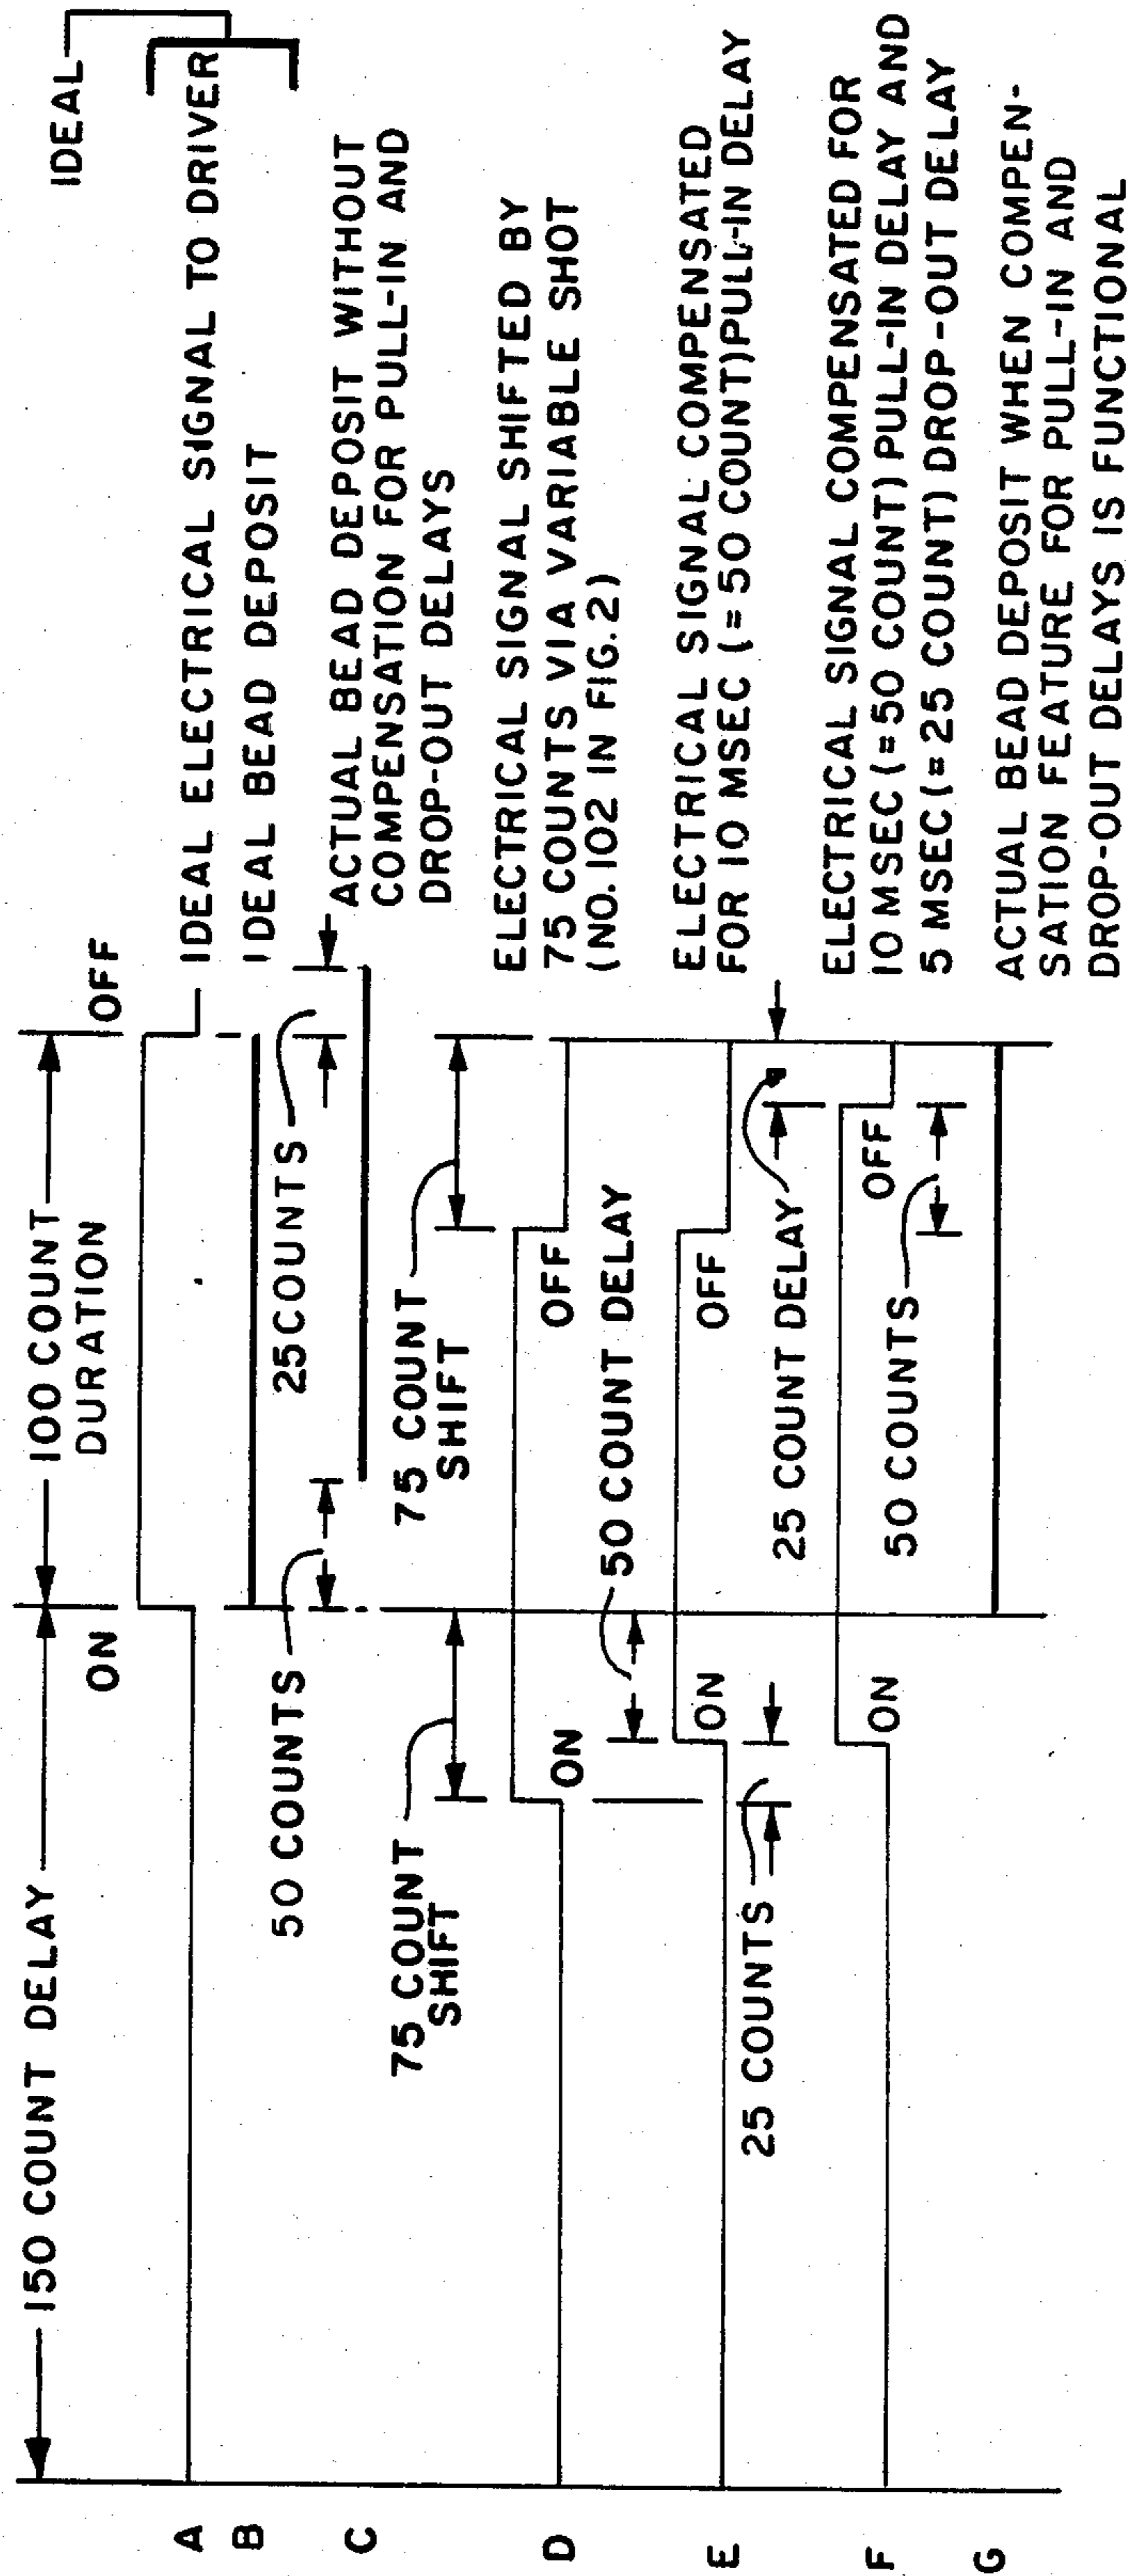 150 COUNT DELAY
100 COUNT
DURATION
IDEAL
ON
OFF
A
IDEAL ELECTRICAL SIGNAL TO DRIVER
B
IDEAL BEAD DEPOSIT
50 COUNTS
25 COUNTS
C
ACTUAL BEAD DEPOSIT WITHOUT
COMPENSATION FOR PULL-IN AND
DROP-OUT DELAYS
75 COUNT
SHIFT
75 COUNT
SHIFT
D
ON
OFF
ELECTRICAL SIGNAL SHIFTED BY
75 COUNTS VIA VARIABLE SHOT
(NO. 102 IN FIG. 2)
50 COUNT DELAY
E
ON
OFF
ELECTRICAL SIGNAL COMPENSATED
FOR 10 MSEC (= 50 COUNT) PULL-IN DELAY
25 COUNTS
25 COUNT DELAY
F
ON
OFF
ELECTRICAL SIGNAL COMPENSATED FOR
10 MSEC (= 50 COUNT) PULL-IN DELAY AND
5 MSEC (= 25 COUNT) DROP-OUT DELAY
50 COUNTS
G
ACTUAL BEAD DEPOSIT WHEN COMPEN-
SATION FEATURE FOR PULL-IN AND
DROP-OUT DELAYS IS FUNCTIONAL